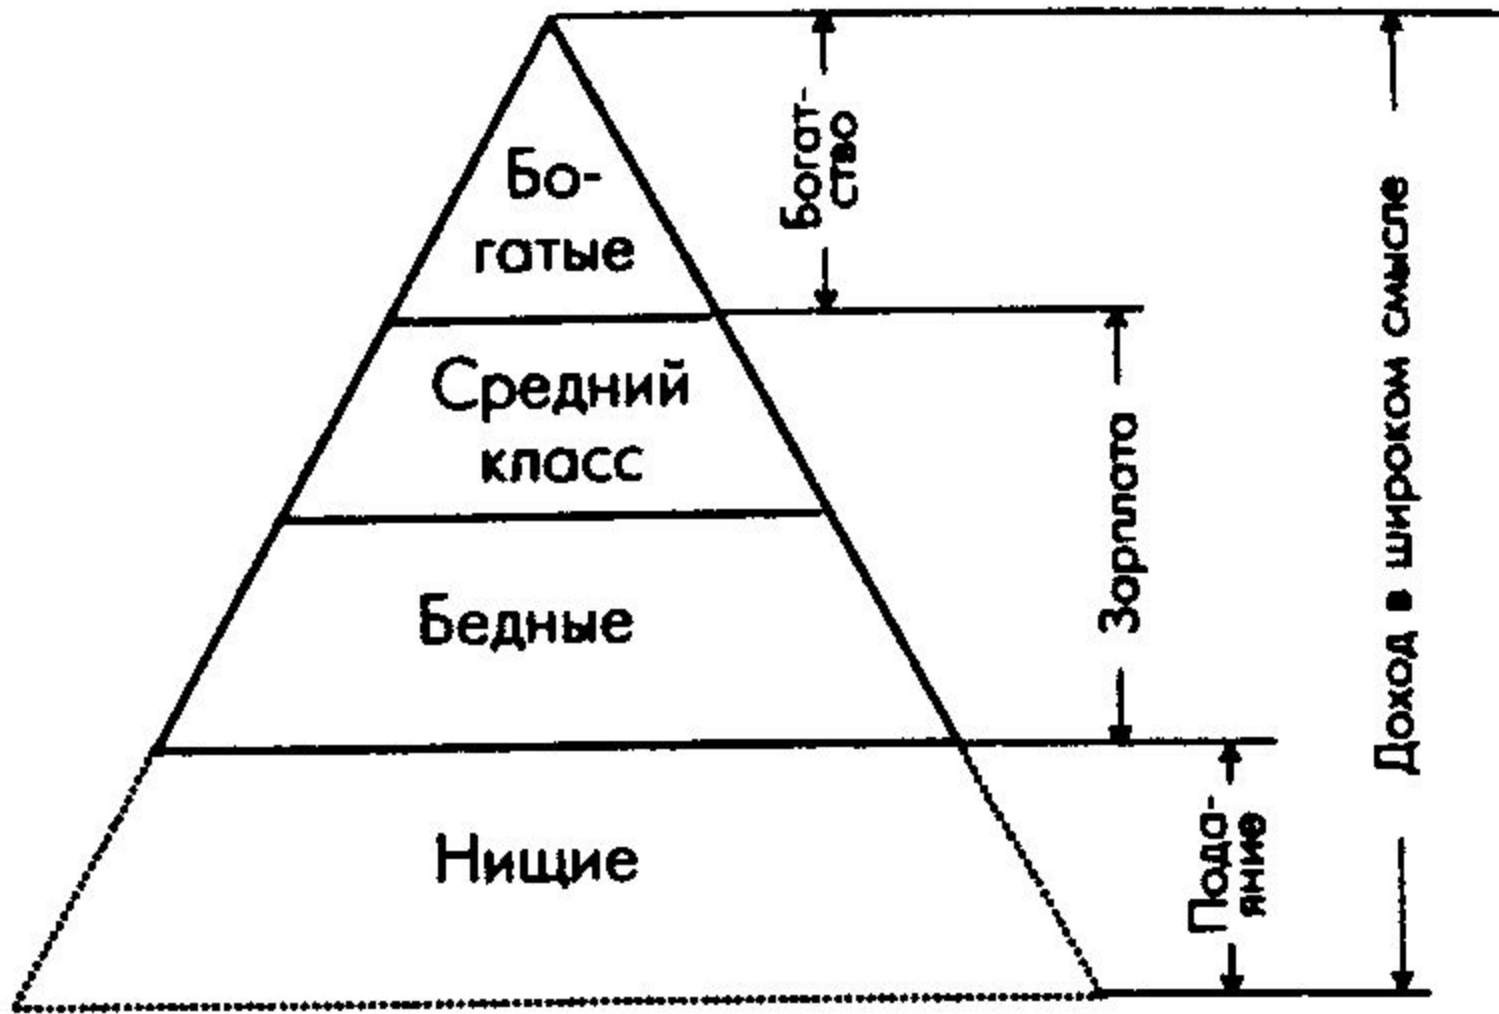 Бо-
гатые
Средний
класс
Бедные
Нищие
Богат-
ство
Зарплата
Пода-
яние
Доход в широком смысле